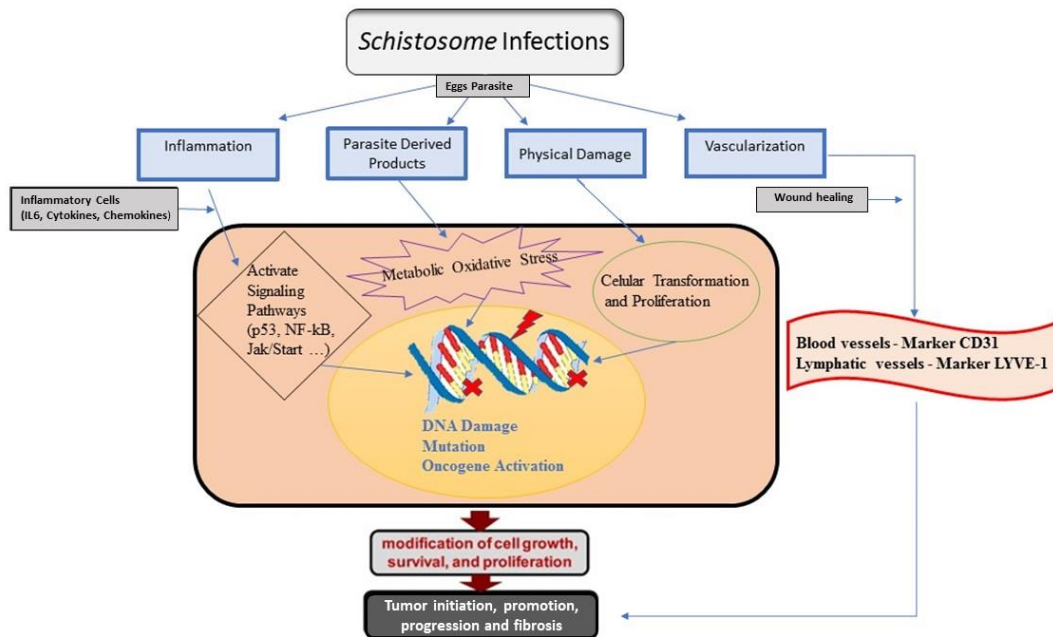 Schistosome Infections
Eggs Parasite
Inflammation
Parasite Derived
Products
Physical Damage
Vascularization
Inflammatory Cells
(IL6, Cytokines, Chemokines)
Wound healing
Activate
Signaling
Pathways
(p53, NF-kB,
Jak/Start ...)
Metabolic Oxidative Stress
Celular Transformation
and Proliferation
Blood vessels - Marker CD31
Lymphatic vessels - Marker LYVE-1
DNA Damage
Mutation
Oncogene Activation
modification of cell growth,
survival, and proliferation
Tumor initiation, promotion,
progression and fibrosis